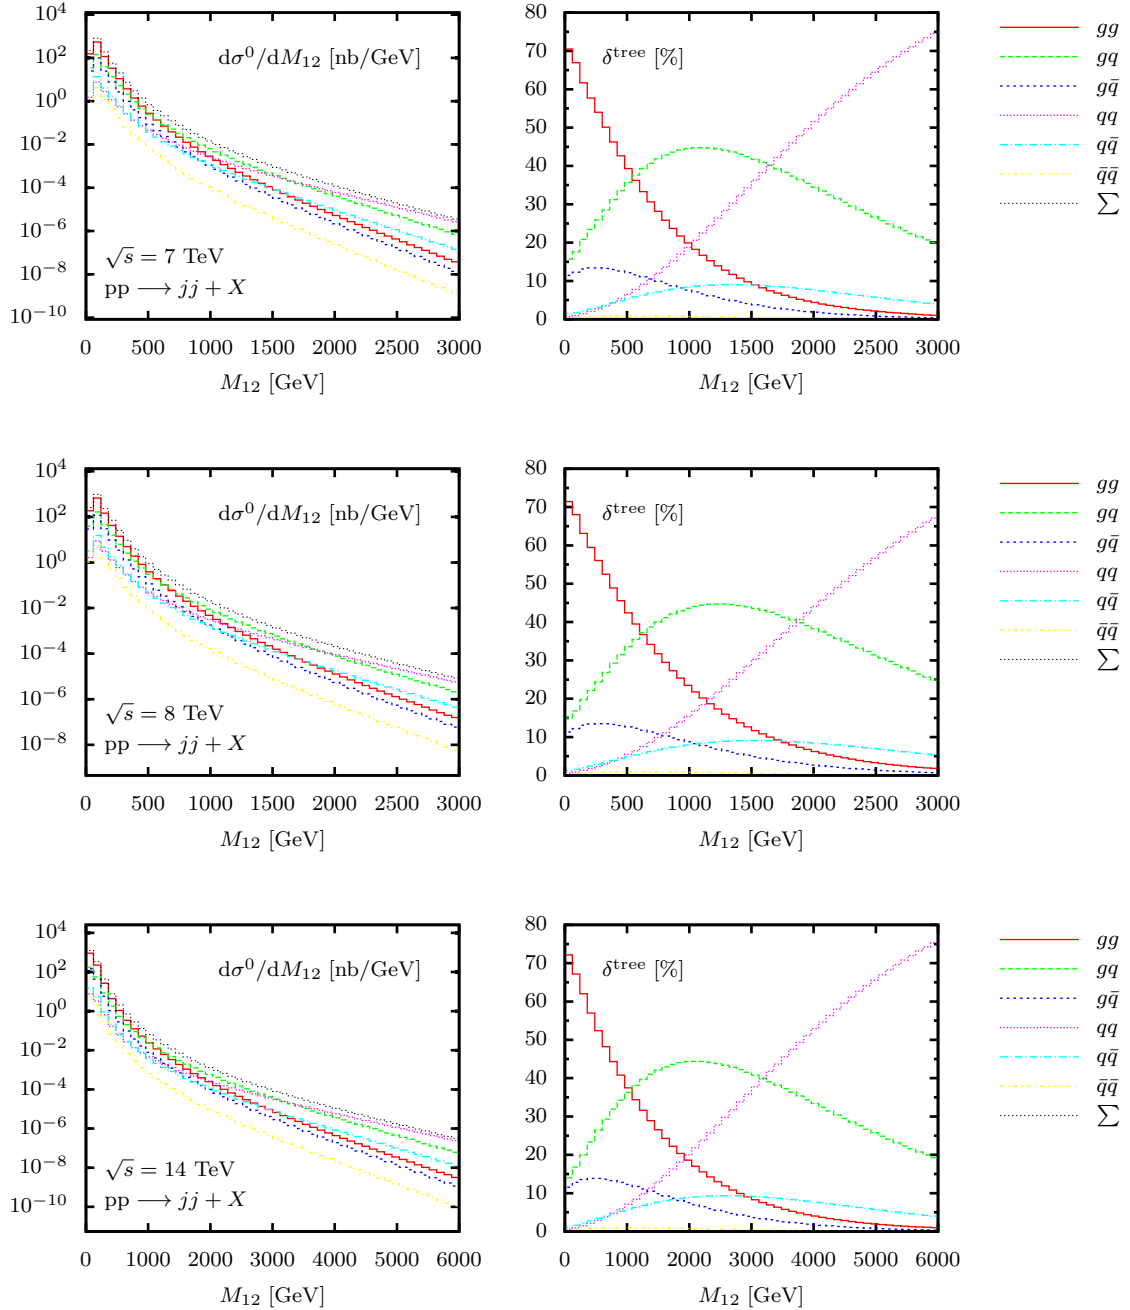 10^4
10^2
10^0
10^−2
10^−4
10^−6
10^−8
10^−10
0 500 1000 1500 2000 2500 3000
M_12 [GeV]
dσ^0/dM_12 [nb/GeV]
√s = 7 TeV
pp ⟶ jj + X
80
70
60
50
40
30
20
10
0
0 500 1000 1500 2000 2500 3000
M_12 [GeV]
δ^tree [%]
gg
gq
gq̄
qq
qq̄
q̄q̄
∑
10^4
10^2
10^0
10^−2
10^−4
10^−6
10^−8
0 500 1000 1500 2000 2500 3000
M_12 [GeV]
dσ^0/dM_12 [nb/GeV]
√s = 8 TeV
pp ⟶ jj + X
80
70
60
50
40
30
20
10
0
0 500 1000 1500 2000 2500 3000
M_12 [GeV]
δ^tree [%]
gg
gq
gq̄
qq
qq̄
q̄q̄
∑
10^4
10^2
10^0
10^−2
10^−4
10^−6
10^−8
10^−10
0 1000 2000 3000 4000 5000 6000
M_12 [GeV]
dσ^0/dM_12 [nb/GeV]
√s = 14 TeV
pp ⟶ jj + X
80
70
60
50
40
30
20
10
0
0 1000 2000 3000 4000 5000 6000
M_12 [GeV]
δ^tree [%]
gg
gq
gq̄
qq
qq̄
q̄q̄
∑